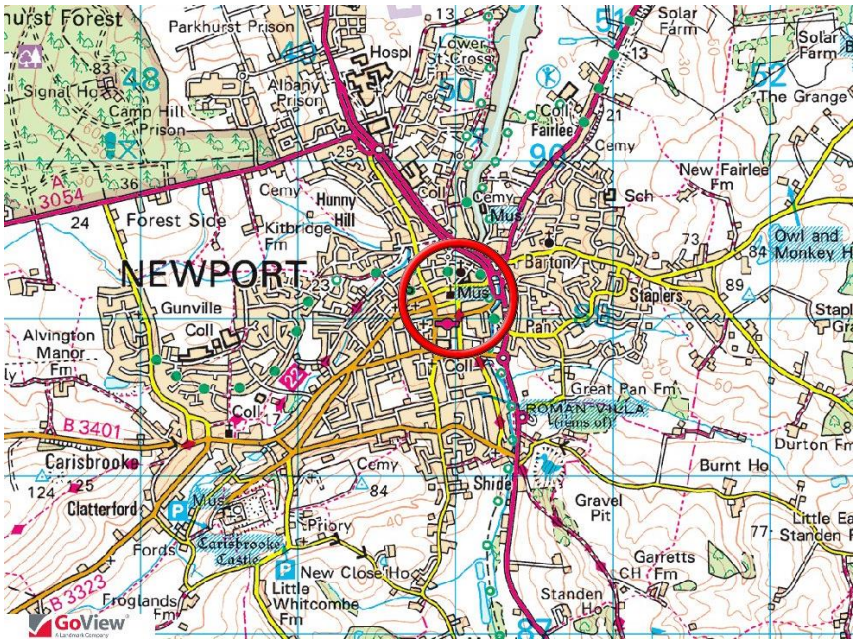 hurst Forest
Parkhurst Prison
13
51
Solar
Farm
49
Hospl
Lower
St Cross
Fm
Solar
Farm
83
48
Signal Ho
Albany
Prison
50
13
52
The Grange
Camp Hill
Prison
Coll
Fairlee
21
25
90
Cemy
A
3054
36
Cemy
Coll
Cemy
Mus
Sch
New Fairlee
Fm
24
Forest Side
Hunny
Hill
Kitbridge
Fm
73
Owl and
Monkey H
84
NEWPORT
23
Barton
89
Mus
Staplers
Gunville
Coll
Pan
Alvington
Manor
Fm
22
Coll
Great Pan Fm
B 3401
Coll
17
ROMAN VILLA
(rems of)
Durton Fm
Carisbrooke
124
125
Cemy
84
Shide
Burnt Ho
Clatterford
P
Mus
Gravel
Pit
Priory
77
Little Ea
Standen F
Fords
Carisbrooke
Castle
P
New Close Ho
Garretts
CH
Fm
B 3323
Froglands
Fm
Little
Whitcombe
Fm
Standen
Ho
87
GoView
A Landmark Company